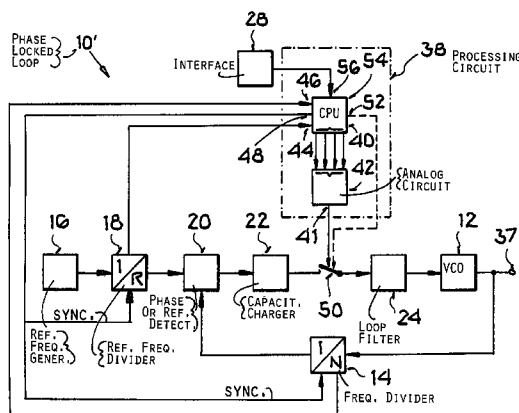 28
38
PHASE LOCKED LOOP
10'
INTERFACE
PROCESSING CIRCUIT
56
54
46
CPU
52
48
44
40
42
ANALOG CIRCUIT
41
16
18
20
22
12
37
1/R
VCO
50
24
SYNC.
REF. FREQ. GENER.
REF. FREQ. DIVIDER
PHASE OR REF. DETECT
CAPACIT. CHARGER
LOOP FILTER
1/N
14
SYNC.
FREQ. DIVIDER